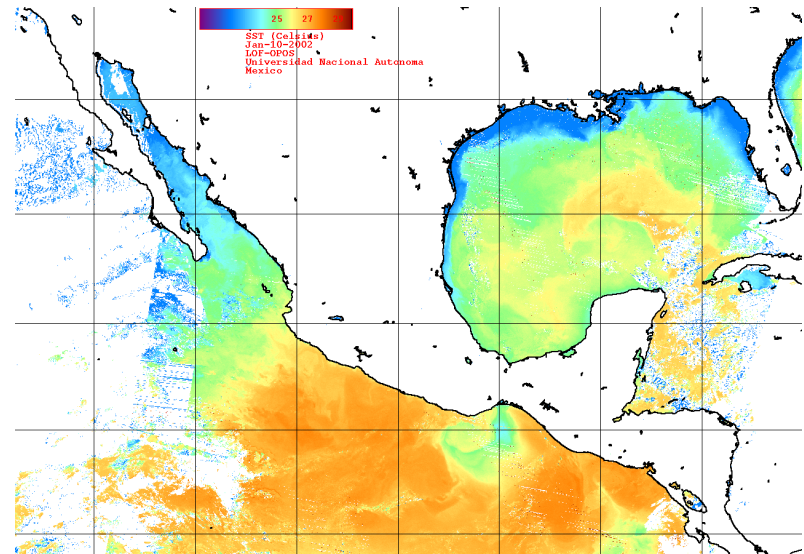 25 27
SST (Celsius)
Jan-10-2002
LOF-OPOS
Universidad Nacional Autonoma
Mexico